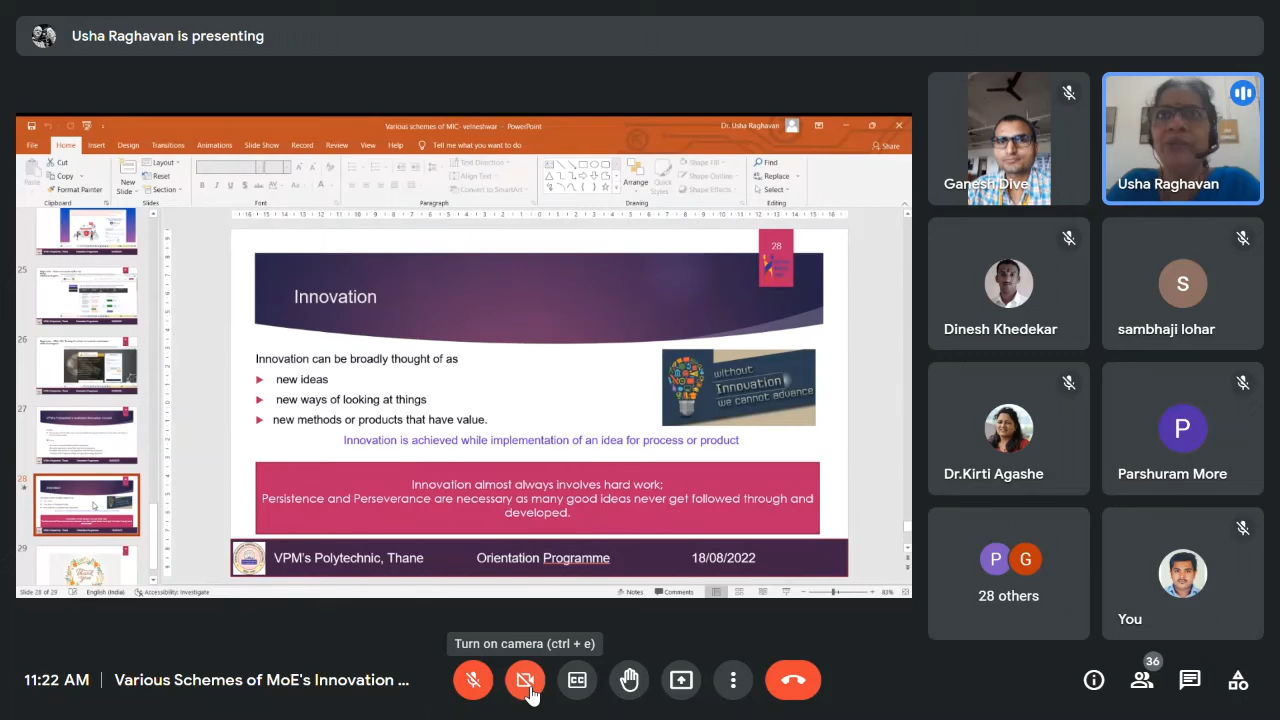 Usha Raghavan is presenting
Various schemes of MIC- velneshwar - PowerPoint
Dr. Usha Raghavan
File Home Insert Design Transitions Animations Slide Show Record Review View Help Tell me what you want to do
Share
Cut
Copy
Format Painter
Paste
Clipboard
New
Slide
Layout
Reset
Section
Slides
Font
Paragraph
Text Direction
Align Text
Convert to SmartArt
Arrange
Quick
Styles
Shape Fill
Shape Outline
Shape Effects
Drawing
Find
Replace
Select
Editing
25
26
27
28
29
28
Innovation
Innovation can be broadly thought of as
new ideas
new ways of looking at things
new methods or products that have value.
without
Innovation
we cannot advance
Innovation is achieved while implementation of an idea for process or product
Innovation almost always involves hard work;
Persistence and Perseverance are necessary as many good ideas never get followed through and
developed.
VPM's Polytechnic, Thane Orientation Programme 18/08/2022
Slide 28 of 29 English (India) Accessibility: Investigate
Notes Comments 83%
Ganesh Dive
Usha Raghavan
Dinesh Khedekar
S
sambhaji lohar
Dr.Kirti Agashe
P
Parshuram More
P G
28 others
You
Turn on camera (ctrl + e)
11:22 AM | Various Schemes of MoE's Innovation ...
CC
36